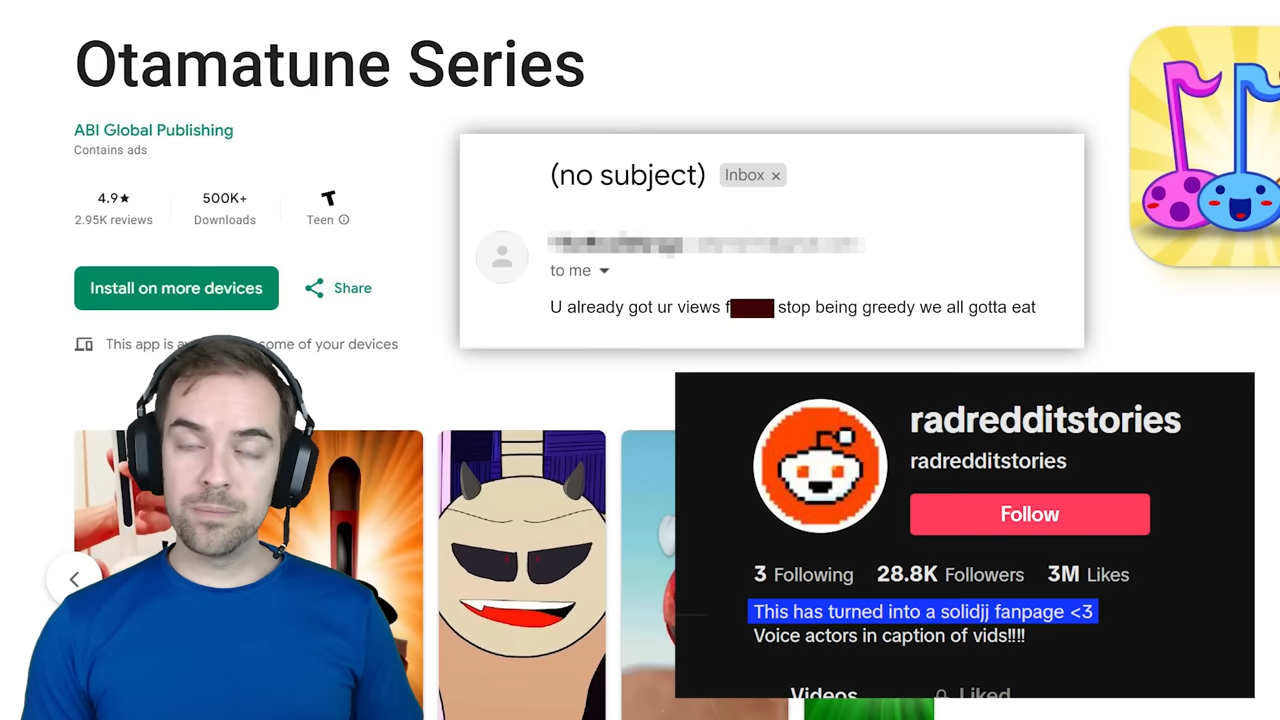 Otamatune Series
ABI Global Publishing
Contains ads
4.9★
2.95K reviews
500K+
Downloads
T
Teen
Install on more devices
Share
This app is a some of your devices
(no subject)
Inbox ×
to me
U already got ur views f stop being greedy we all gotta eat
radredditstories
radredditstories
Follow
3 Following 28.8K Followers 3M Likes
This has turned into a solidjj fanpage <3
Voice actors in caption of vids!!!!
Videos
Liked